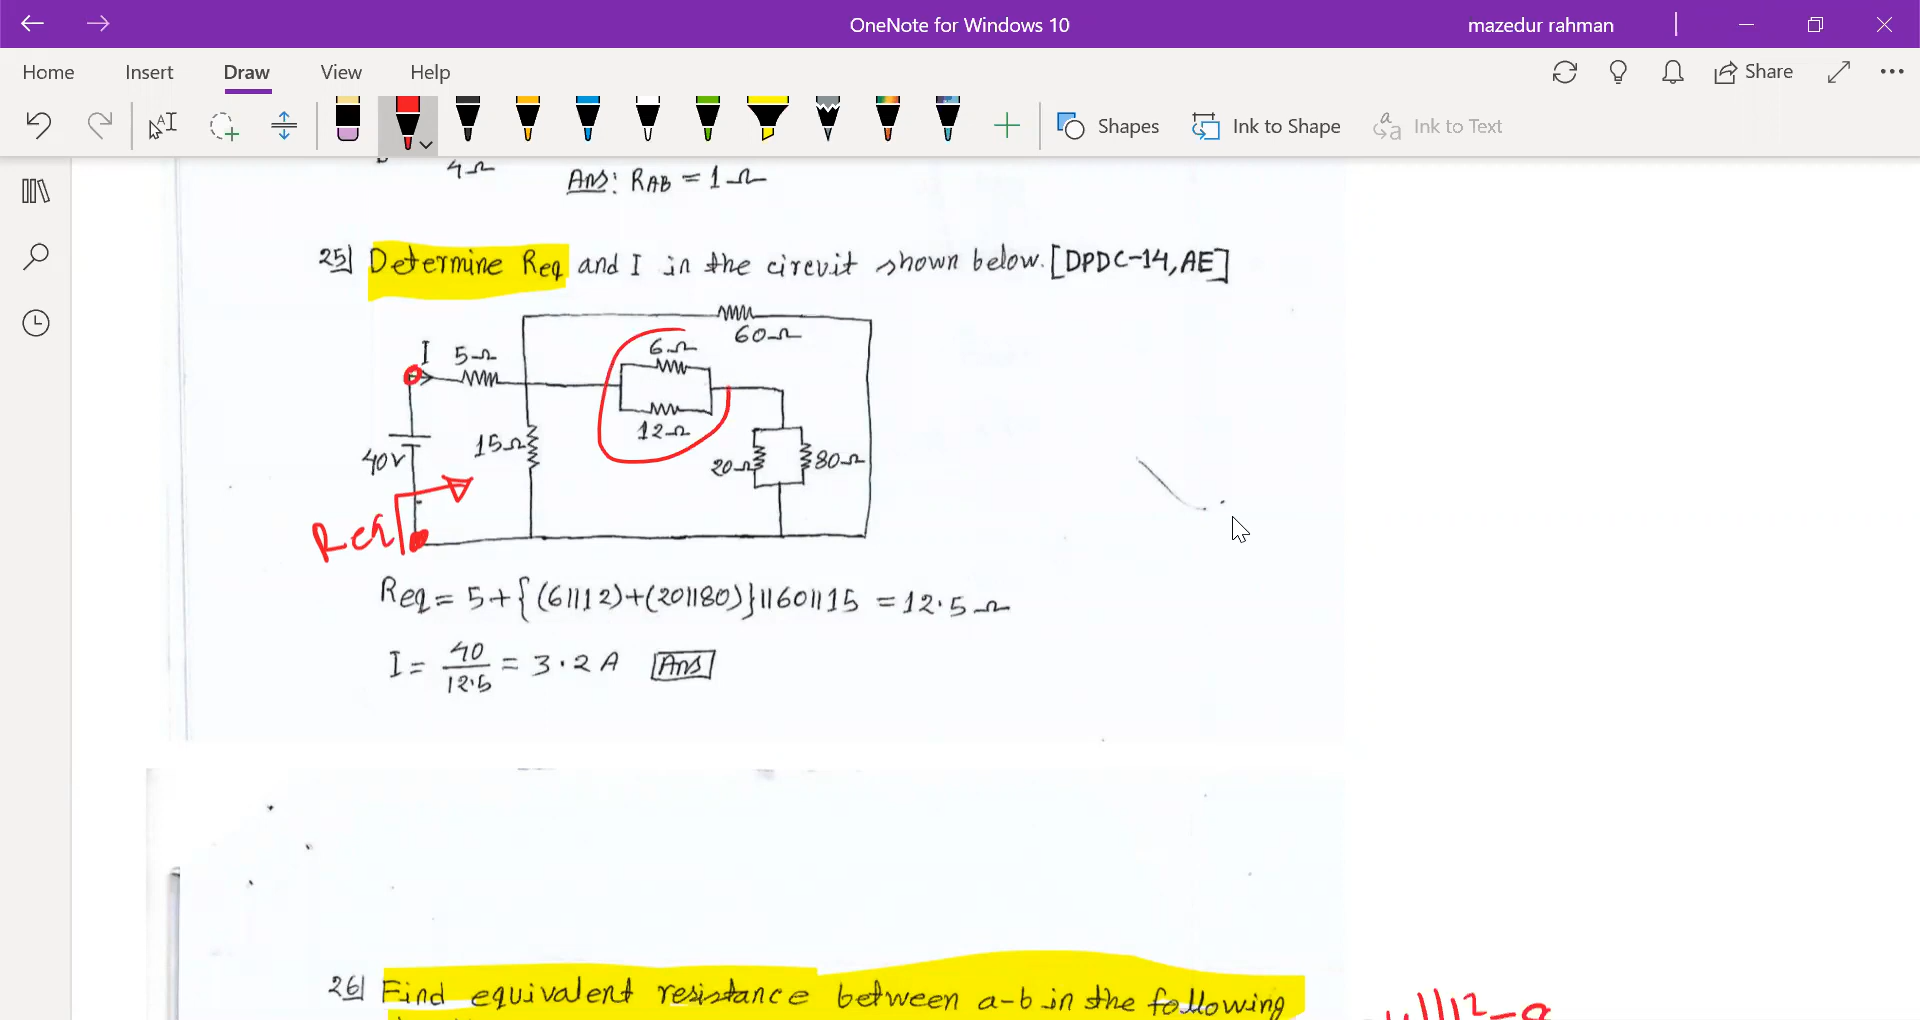 OneNote for Windows 10
mazedur rahman
Home Insert Draw View Help
Share
Shapes Ink to Shape Ink to Text
4Ω
Ans: RAB = 1Ω
25| Determine Req and I in the circuit shown below. [DPDC-14, AE]
60Ω
I 5Ω 6Ω
12Ω
40V 15Ω 20Ω 80Ω
Req
Req = 5+{(6||12)+(20||80)}||60||15 = 12.5Ω
I = 40/12.5 = 3.2 A Ans
26| Find equivalent resistance between a-b in the following